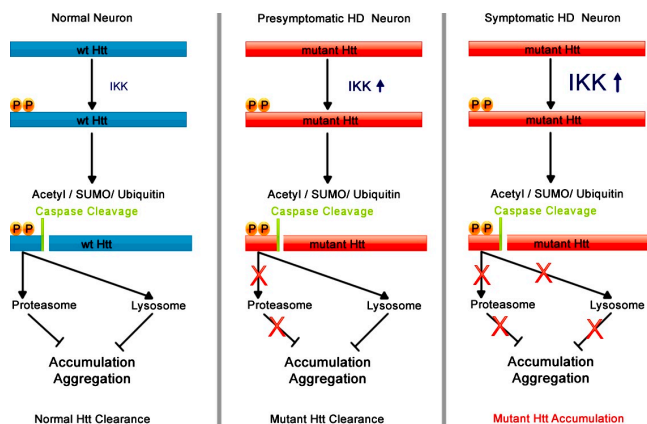 Normal Neuron
wt Htt
IKK
P P
wt Htt
Acetyl / SUMO/ Ubiquitin
Caspase Cleavage
P P
wt Htt
Proteasome
Lysosome
Accumulation
Aggregation
Normal Htt Clearance
Presymptomatic HD Neuron
mutant Htt
IKK
P P
mutant Htt
Acetyl / SUMO/ Ubiquitin
Caspase Cleavage
P P
mutant Htt
Proteasome
Lysosome
Accumulation
Aggregation
Mutant Htt Clearance
Symptomatic HD Neuron
mutant Htt
IKK
P P
mutant Htt
Acetyl / SUMO/ Ubiquitin
Caspase Cleavage
P P
mutant Htt
Proteasome
Lysosome
Accumulation
Aggregation
Mutant Htt Accumulation